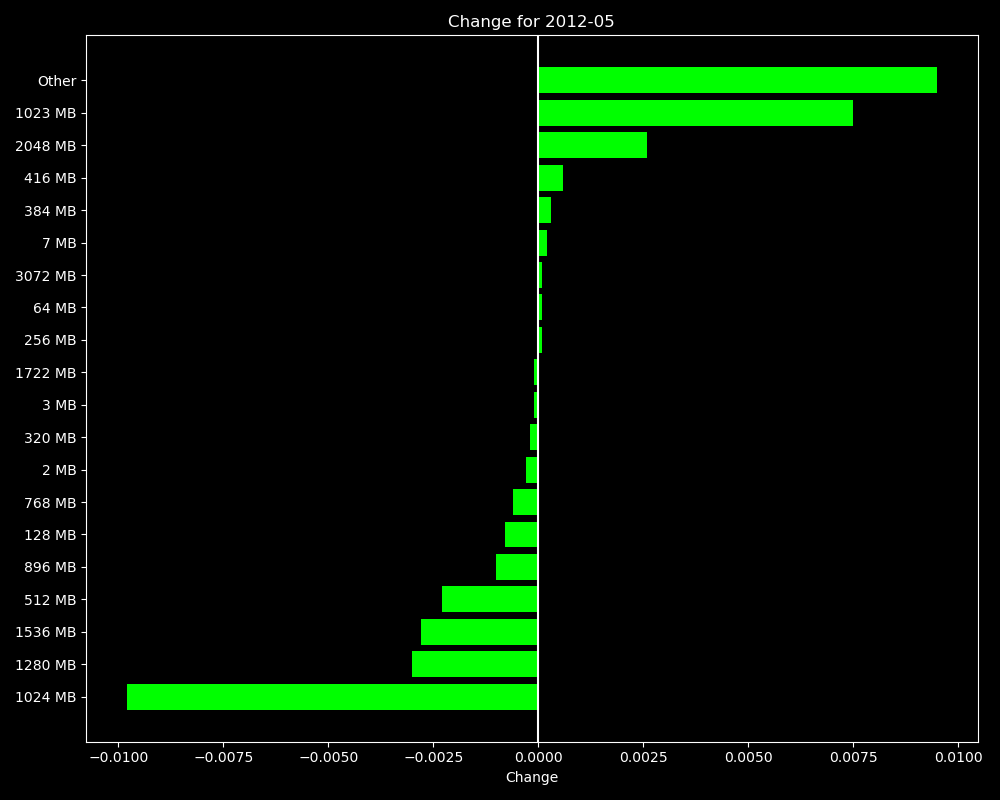 Change for 2012-05
Other
1023 MB
2048 MB
416 MB
384 MB
7 MB
3072 MB
64 MB
256 MB
1722 MB
3 MB
320 MB
2 MB
768 MB
128 MB
896 MB
512 MB
1536 MB
1280 MB
1024 MB
−0.0100 −0.0075 −0.0050 −0.0025 0.0000 0.0025 0.0050 0.0075 0.0100
Change